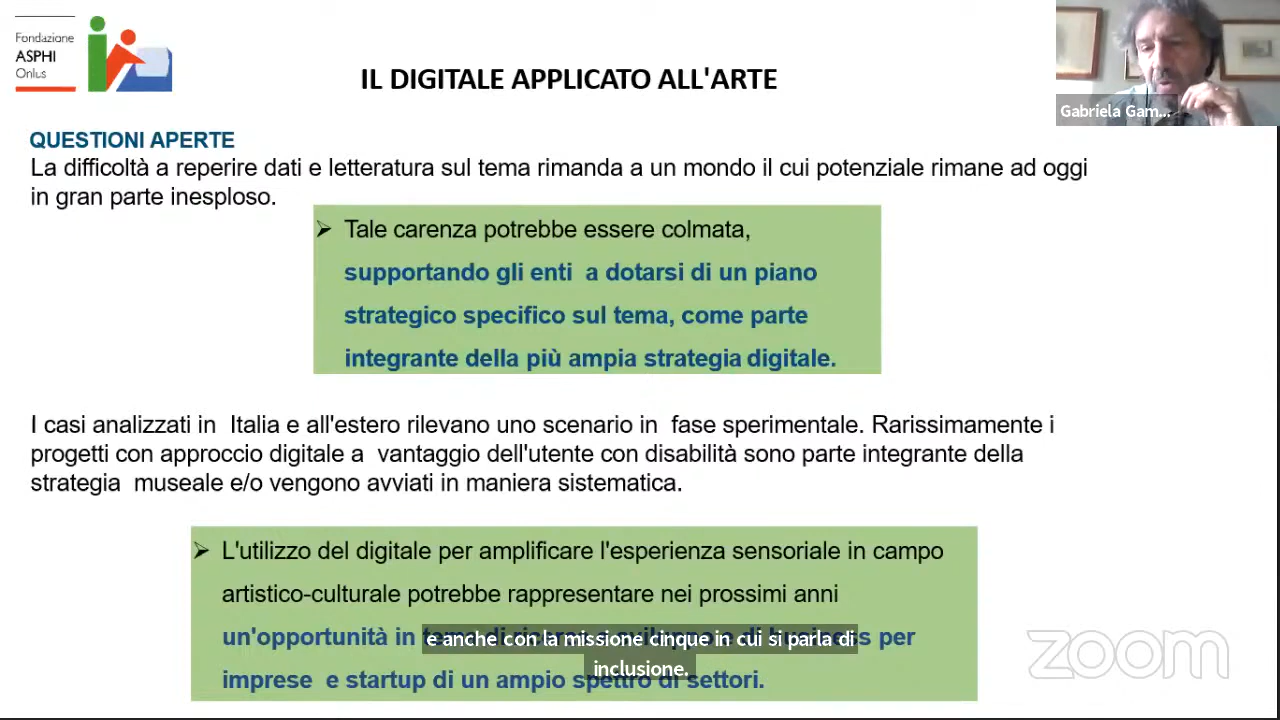 Fondazione
ASPHI
Onlus
IL DIGITALE APPLICATO ALL'ARTE
Gabriela Gam...
QUESTIONI APERTE
La difficoltà a reperire dati e letteratura sul tema rimanda a un mondo il cui potenziale rimane ad oggi
in gran parte inesploso.
Tale carenza potrebbe essere colmata,
supportando gli enti a dotarsi di un piano
strategico specifico sul tema, come parte
integrante della più ampia strategia digitale.
I casi analizzati in Italia e all'estero rilevano uno scenario in fase sperimentale. Rarissimamente i
progetti con approccio digitale a vantaggio dell'utente con disabilità sono parte integrante della
strategia museale e/o vengono avviati in maniera sistematica.
L'utilizzo del digitale per amplificare l'esperienza sensoriale in campo
artistico-culturale potrebbe rappresentare nei prossimi anni
un'opportunità in per
e anche con la missione cinque in cui si parla di
inclusione.
imprese e startup di un ampio spettro di settori.
zoom